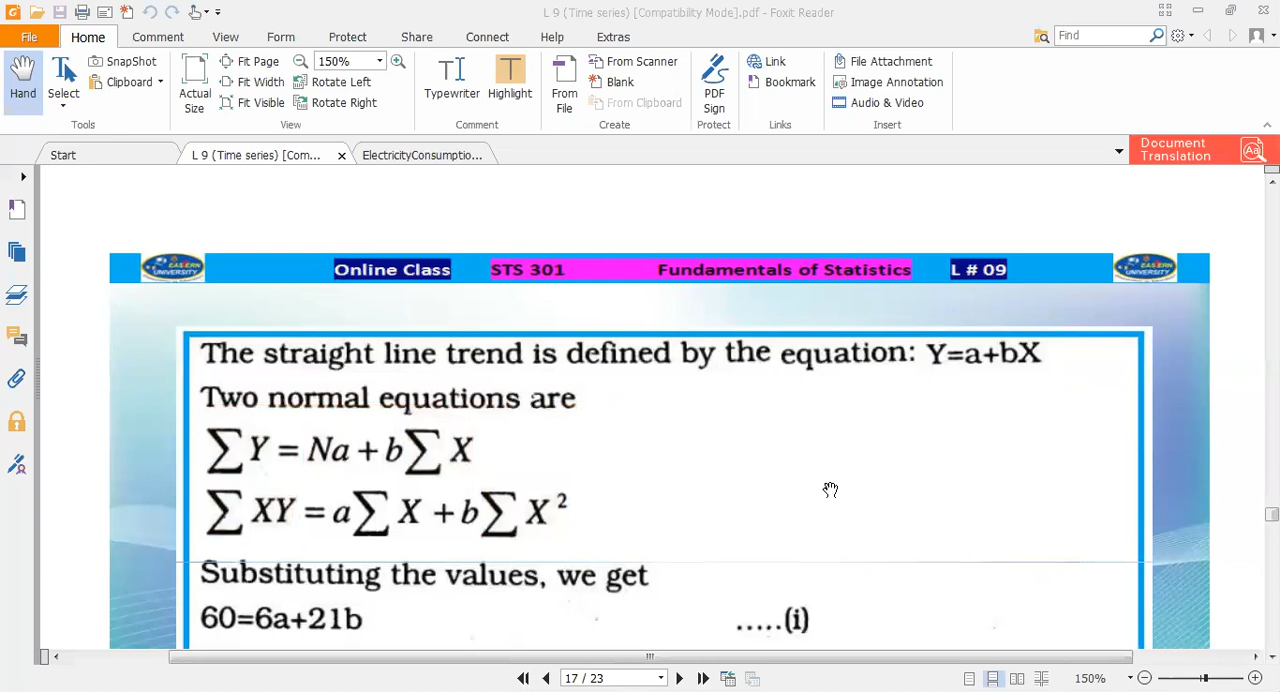 L 9 (Time series) [Compatibility Mode].pdf - Foxit Reader
File Home Comment View Form Protect Share Connect Help Extras Find
Hand
Select
SnapShot
Clipboard
Tools
Actual Size
Fit Page
Fit Width
Fit Visible
150%
Rotate Left
Rotate Right
View
Typewriter
Highlight
Comment
From File
From Scanner
Blank
From Clipboard
Create
PDF Sign
Protect
Link
Bookmark
Links
File Attachment
Image Annotation
Audio & Video
Insert
Start L 9 (Time series) [Com... ElectricityConsumptio...
Document
Translation
EASTERN UNIVERSITY Online Class STS 301 Fundamentals of Statistics L # 09 EASTERN UNIVERSITY
The straight line trend is defined by the equation: Y=a+bX
Two normal equations are
∑ Y = Na + b∑ X
∑ XY = a∑ X + b∑ X²
Substituting the values, we get
60=6a+21b .....(i)
17 / 23 150%